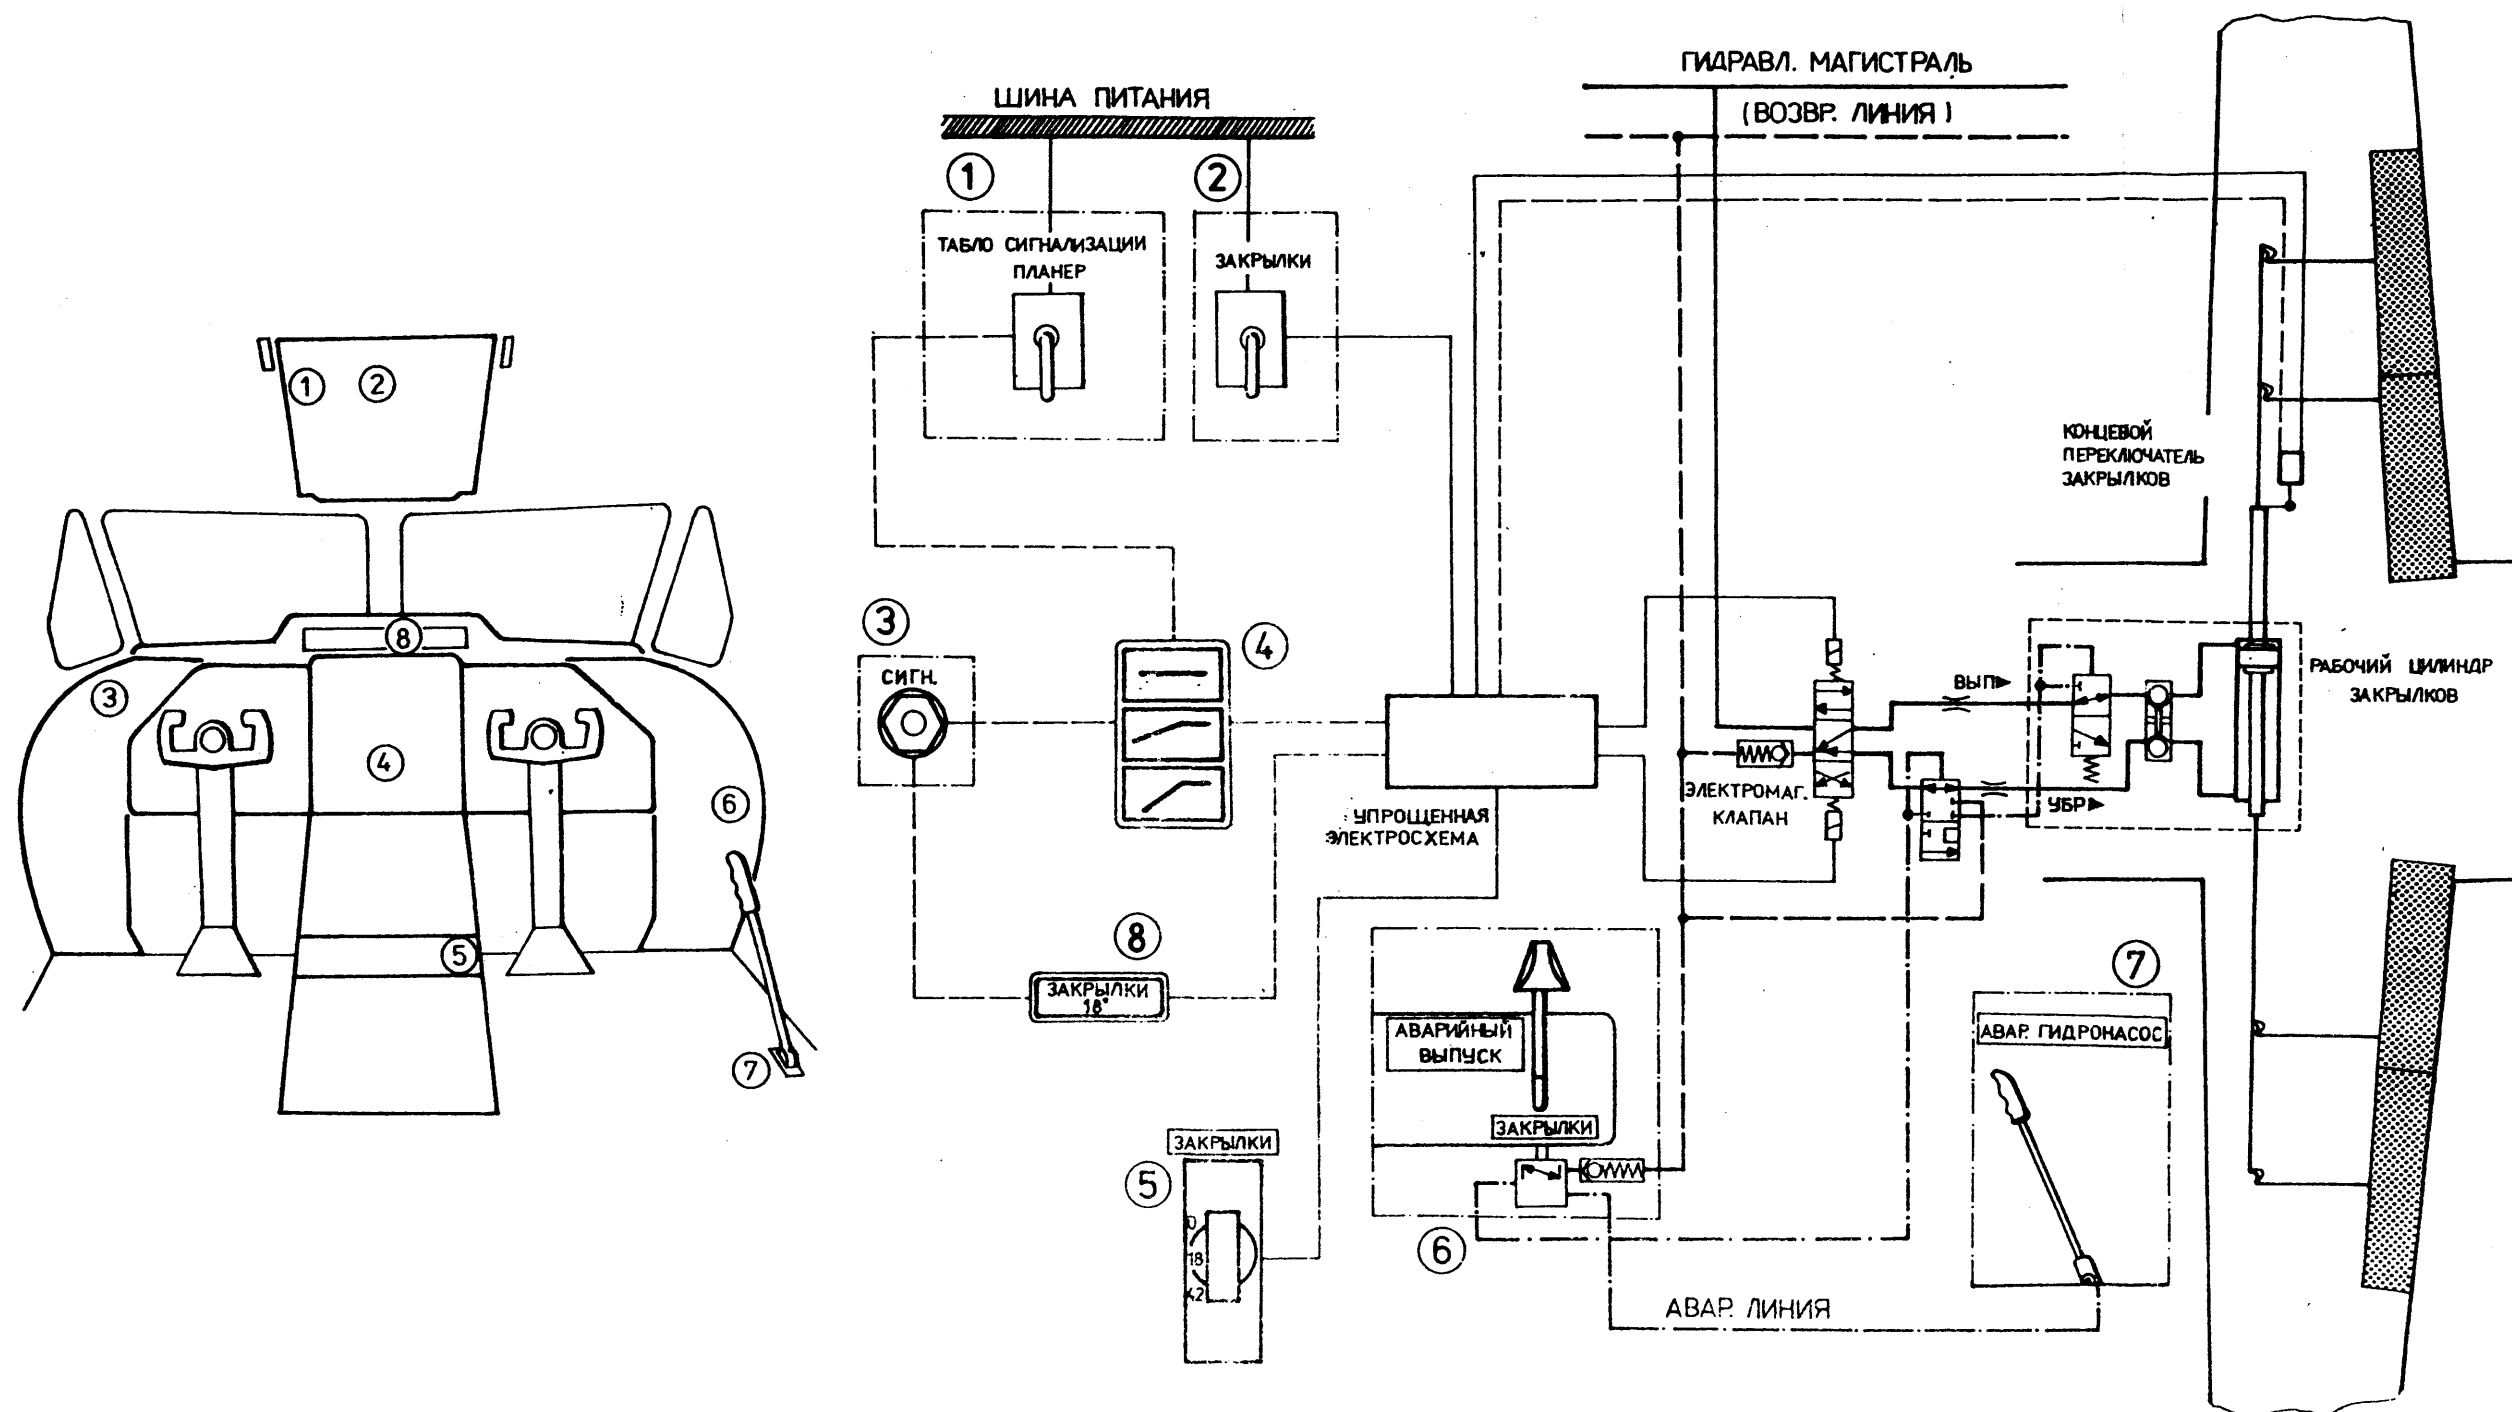 ГИДРАВЛ. МАГИСТРАЛЬ
(ВОЗВР. ЛИНИЯ)
ШИНА ПИТАНИЯ
1
2
ТАБЛО СИГНАЛИЗАЦИИ
ПЛАНЕР
ЗАКРЫЛКИ
1
2
КОНЦЕВОЙ
ПЕРЕКЛЮЧАТЕЛЬ
ЗАКРЫЛКОВ
3
СИГН.
4
8
3
4
6
5
7
ВЫП
РАБОЧИЙ ЦИЛИНДР
ЗАКРЫЛКОВ
ЭЛЕКТРОМАГ.
КЛАПАН
УБР
УПРОЩЕННАЯ
ЭЛЕКТРОСХЕМА
8
ЗАКРЫЛКИ
18°
АВАРИЙНЫЙ
ВЫПУСК
ЗАКРЫЛКИ
6
7
АВАР. ГИДРОНАСОС
ЗАКРЫЛКИ
5
0
18
42
АВАР. ЛИНИЯ